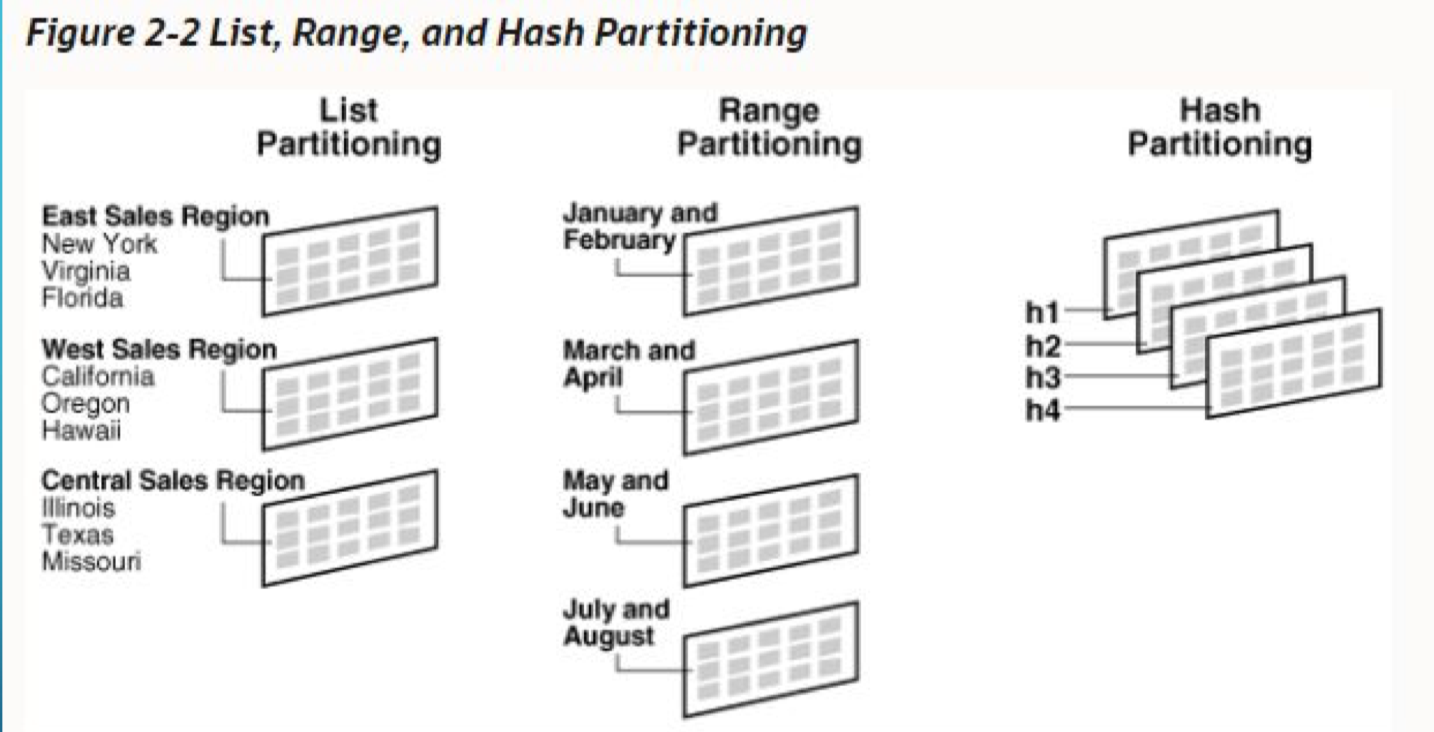 Figure 2-2 List, Range, and Hash Partitioning
List
Partitioning
East Sales Region
New York
Virginia
Florida
West Sales Region
California
Oregon
Hawaii
Central Sales Region
Illinois
Texas
Missouri
Range
Partitioning
January and
February
March and
April
May and
June
July and
August
Hash
Partitioning
h1
h2
h3
h4